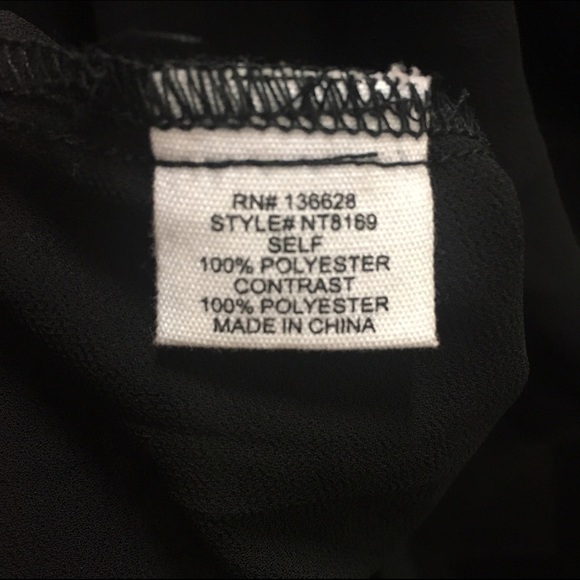 RN# 136628
STYLE# NT8169
SELF
100% POLYESTER
CONTRAST
100% POLYESTER
MADE IN CHINA